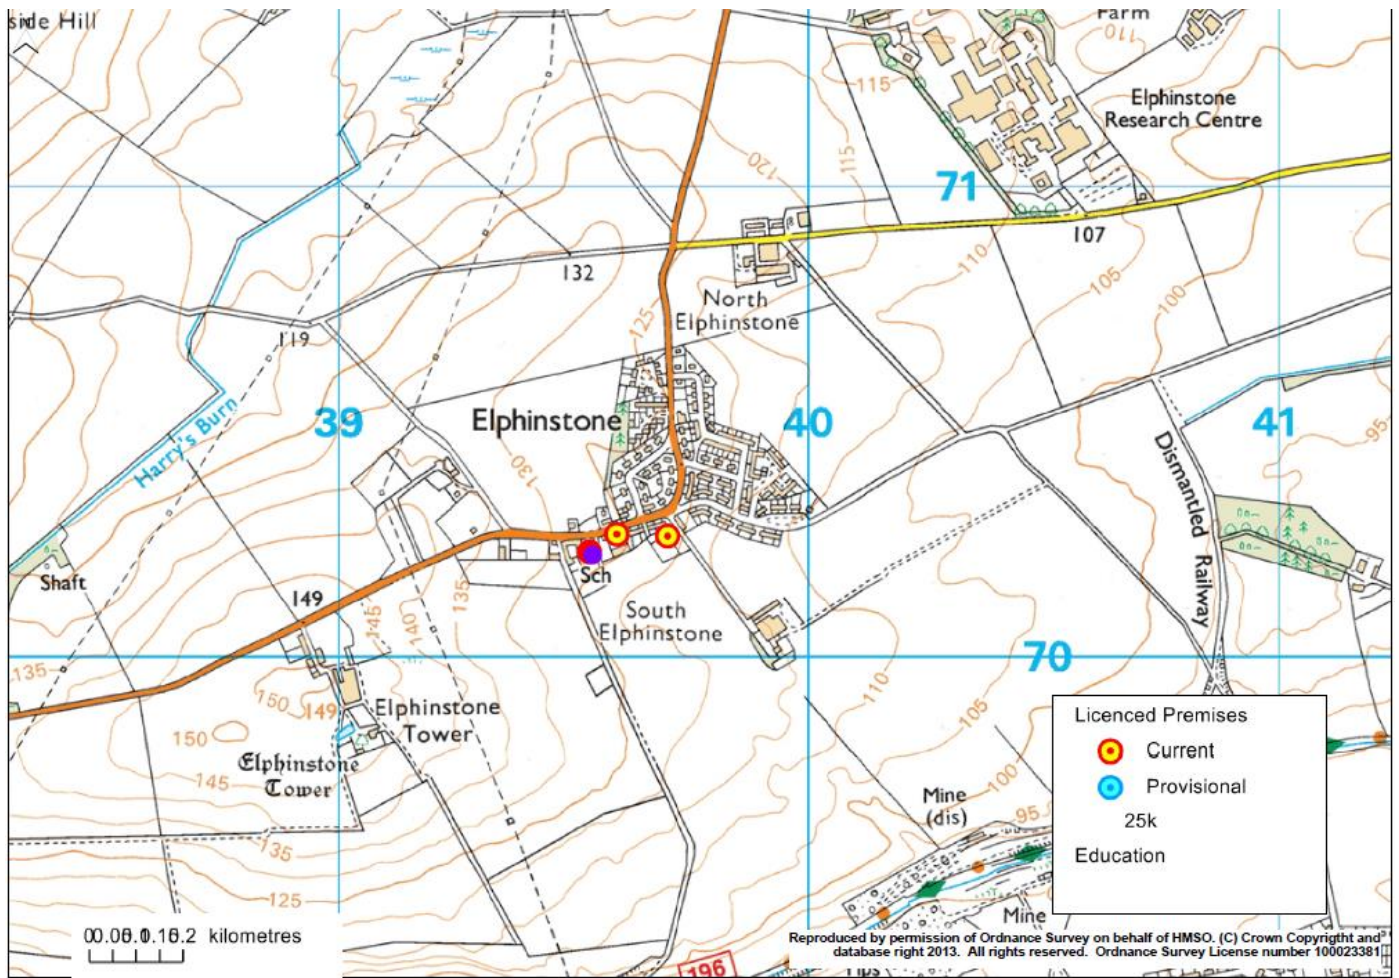 side Hill
Farm
110
115
Elphinstone
Research Centre
120
115
71
107
132
110
105
100
North
Elphinstone
125
119
Harry's Burn
39
Elphinstone
40
41
95
130
Dismantled Railway
Shaft
149
145
140
135
Sch
South
Elphinstone
135
70
110
105
150
149
Elphinstone
Tower
150
Elphinstone
Tower
145
100
Mine
(dis)
95
135
125
Mine
196
Licenced Premises
Current
Provisional
25k
Education
kilometres
Reproduced by permission of Ordnance Survey on behalf of HMSO. (C) Crown Copyrigtht and
database right 2013. All rights reserved. Ordnance Survey License number 100023381